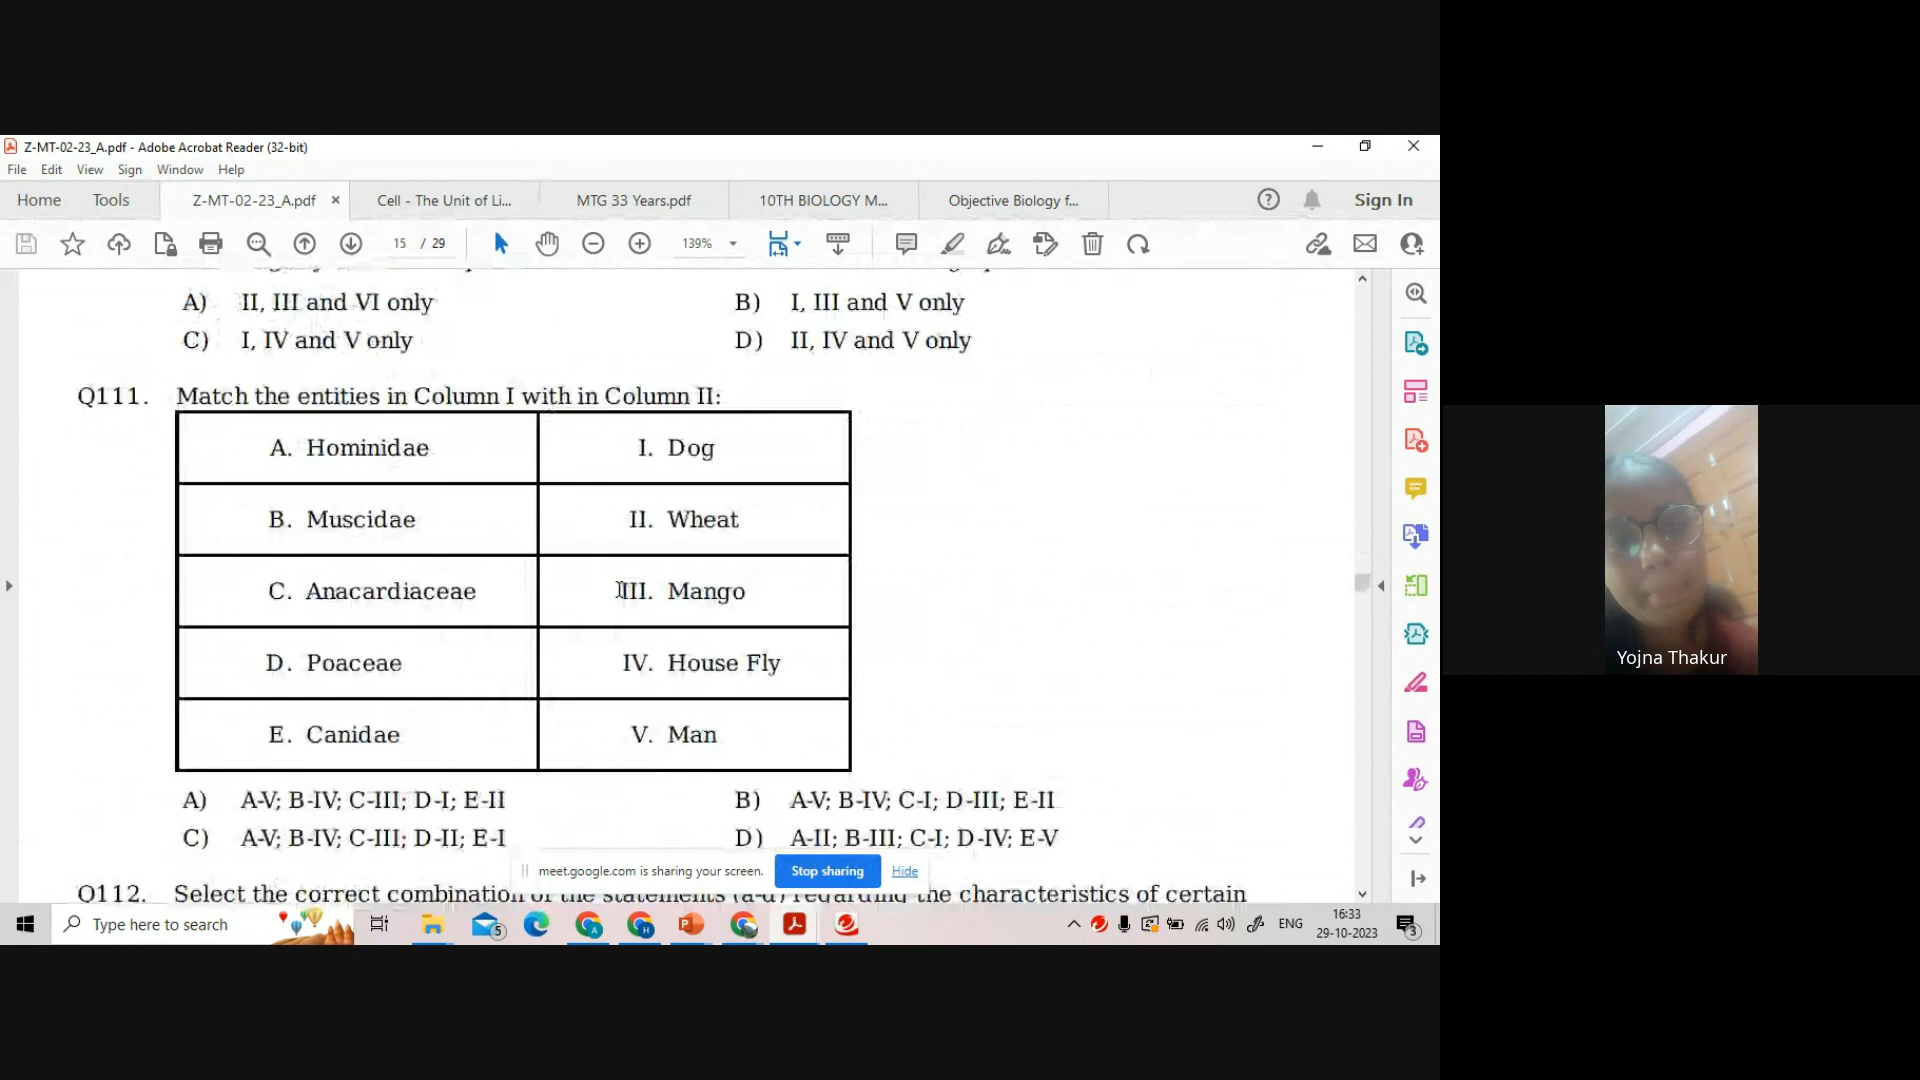 Z-MT-02-23_A.pdf - Adobe Acrobat Reader (32-bit)
File Edit View Sign Window Help
Home Tools Z-MT-02-23_A.pdf × Cell - The Unit of Li... MTG 33 Years.pdf 10TH BIOLOGY M... Objective Biology f... Sign In
15 / 29 139%
A) II, III and VI only B) I, III and V only
C) I, IV and V only D) II, IV and V only
Q111. Match the entities in Column I with in Column II:
A. Hominidae I. Dog
B. Muscidae II. Wheat
C. Anacardiaceae III. Mango
D. Poaceae IV. House Fly
E. Canidae V. Man
A) A-V; B-IV; C-III; D-I; E-II B) A-V; B-IV; C-I; D-III; E-II
C) A-V; B-IV; C-III; D-II; E-I D) A-II; B-III; C-I; D-IV; E-V
meet.google.com is sharing your screen. Stop sharing Hide
Q112. Select the correct combination of the statements (a-d) regarding the characteristics of certain
Type here to search 5 ENG 16:33
29-10-2023 3
Yojna Thakur